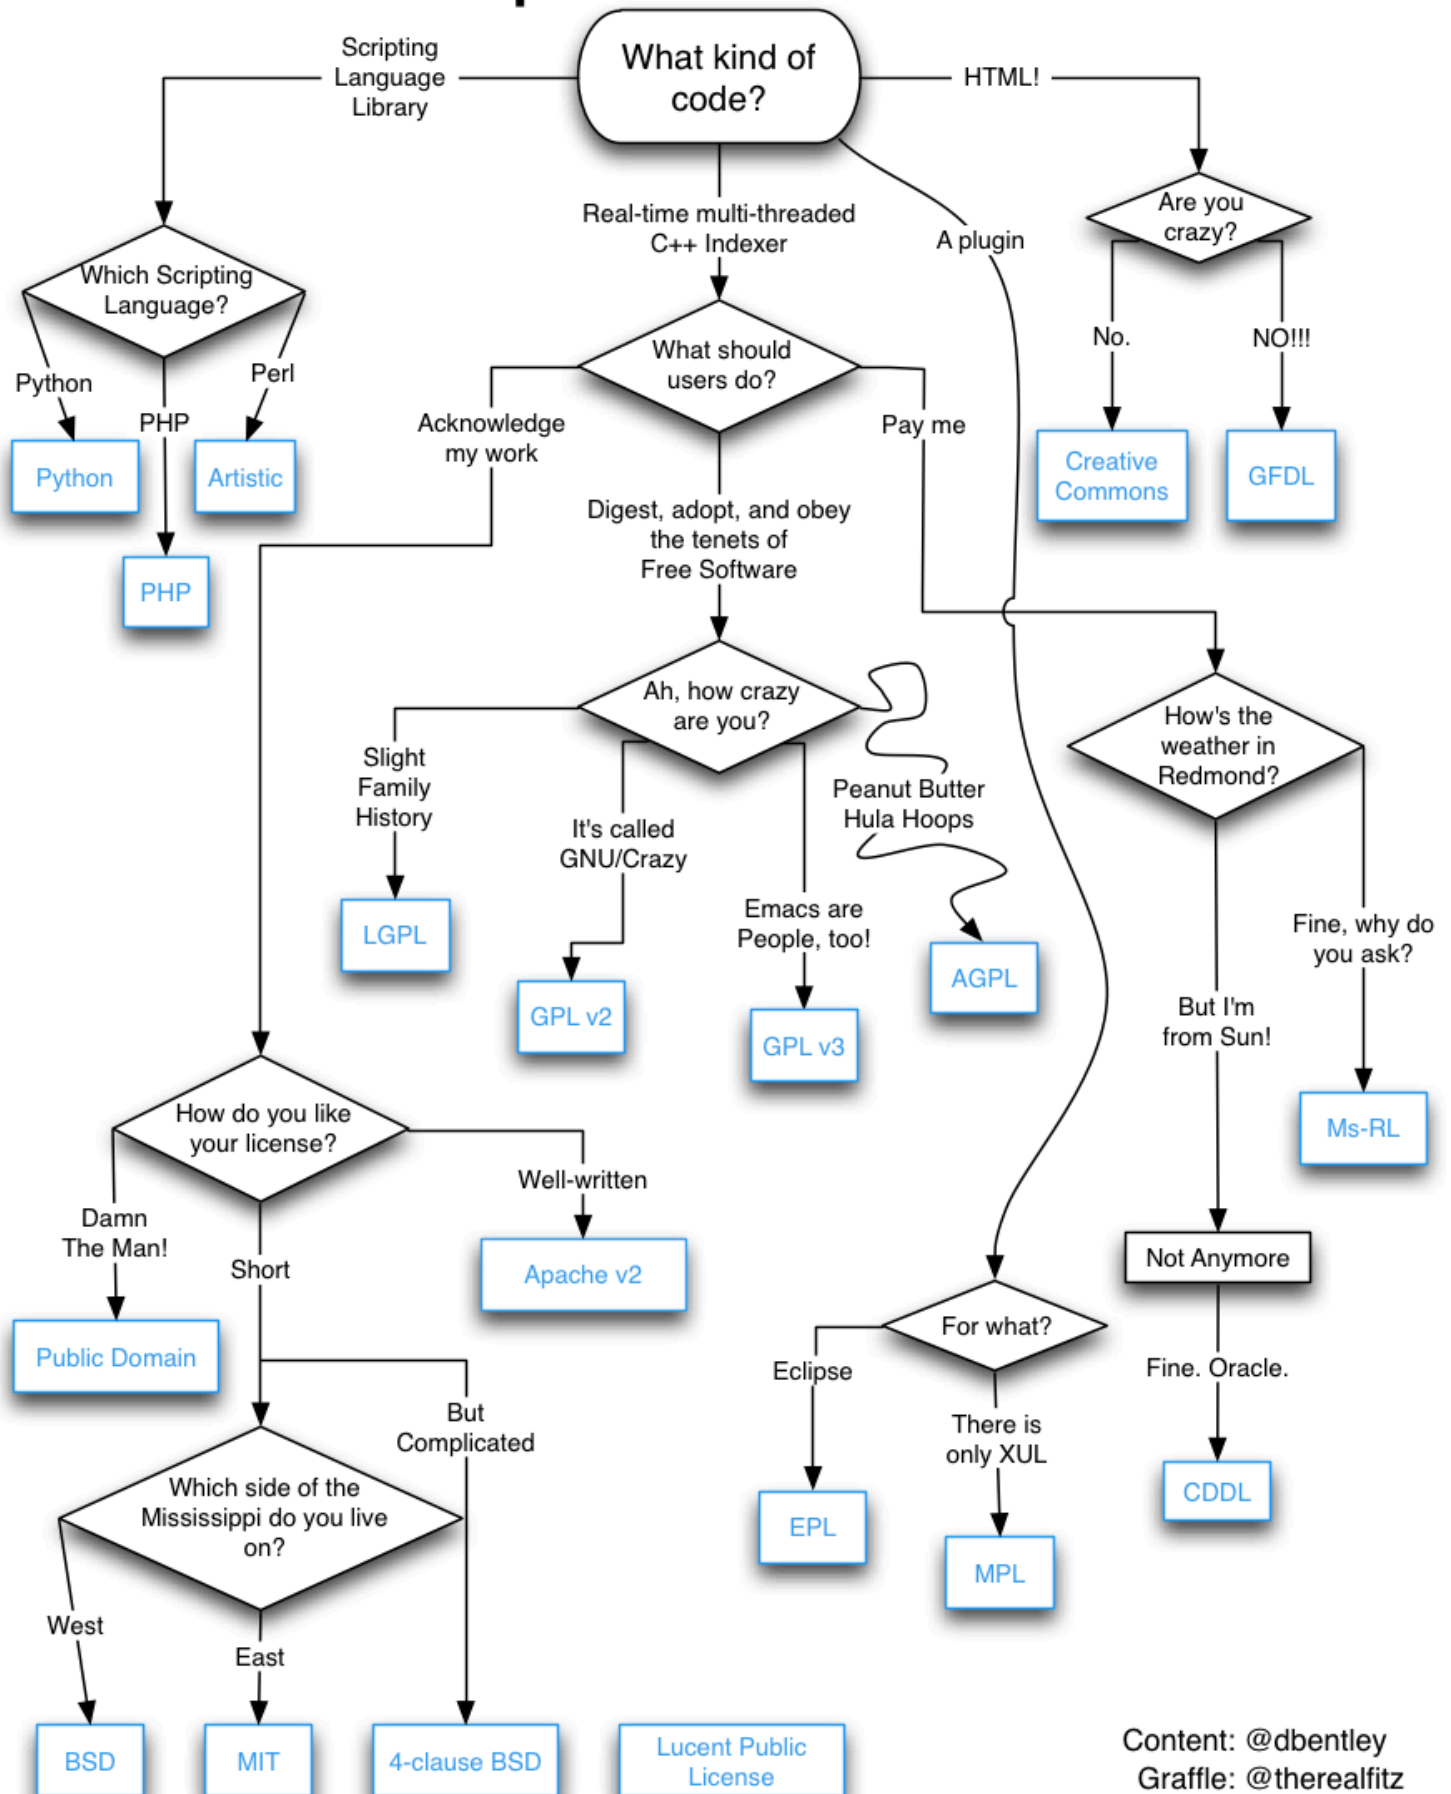 What kind of
code?
Scripting
Language
Library
HTML!
Real-time multi-threaded
C++ Indexer
A plugin
Are you
crazy?
Which Scripting
Language?
No.
NO!!!
What should
users do?
Python
PHP
Perl
Acknowledge
my work
Pay me
Python
Artistic
Creative
Commons
GFDL
Digest, adopt, and obey
the tenets of
Free Software
PHP
Ah, how crazy
are you?
How's the
weather in
Redmond?
Slight
Family
History
It's called
GNU/Crazy
Peanut Butter
Hula Hoops
Emacs are
People, too!
Fine, why do
you ask?
LGPL
AGPL
GPL v2
GPL v3
But I'm
from Sun!
How do you like
your license?
Ms-RL
Well-written
Damn
The Man!
Short
Not Anymore
Apache v2
For what?
Public Domain
Eclipse
Fine. Oracle.
But
Complicated
There is
only XUL
Which side of the
Mississippi do you live
on?
CDDL
EPL
MPL
West
East
BSD
MIT
4-clause BSD
Lucent Public
License
Content: @dbentley
Graffle: @therealfitz